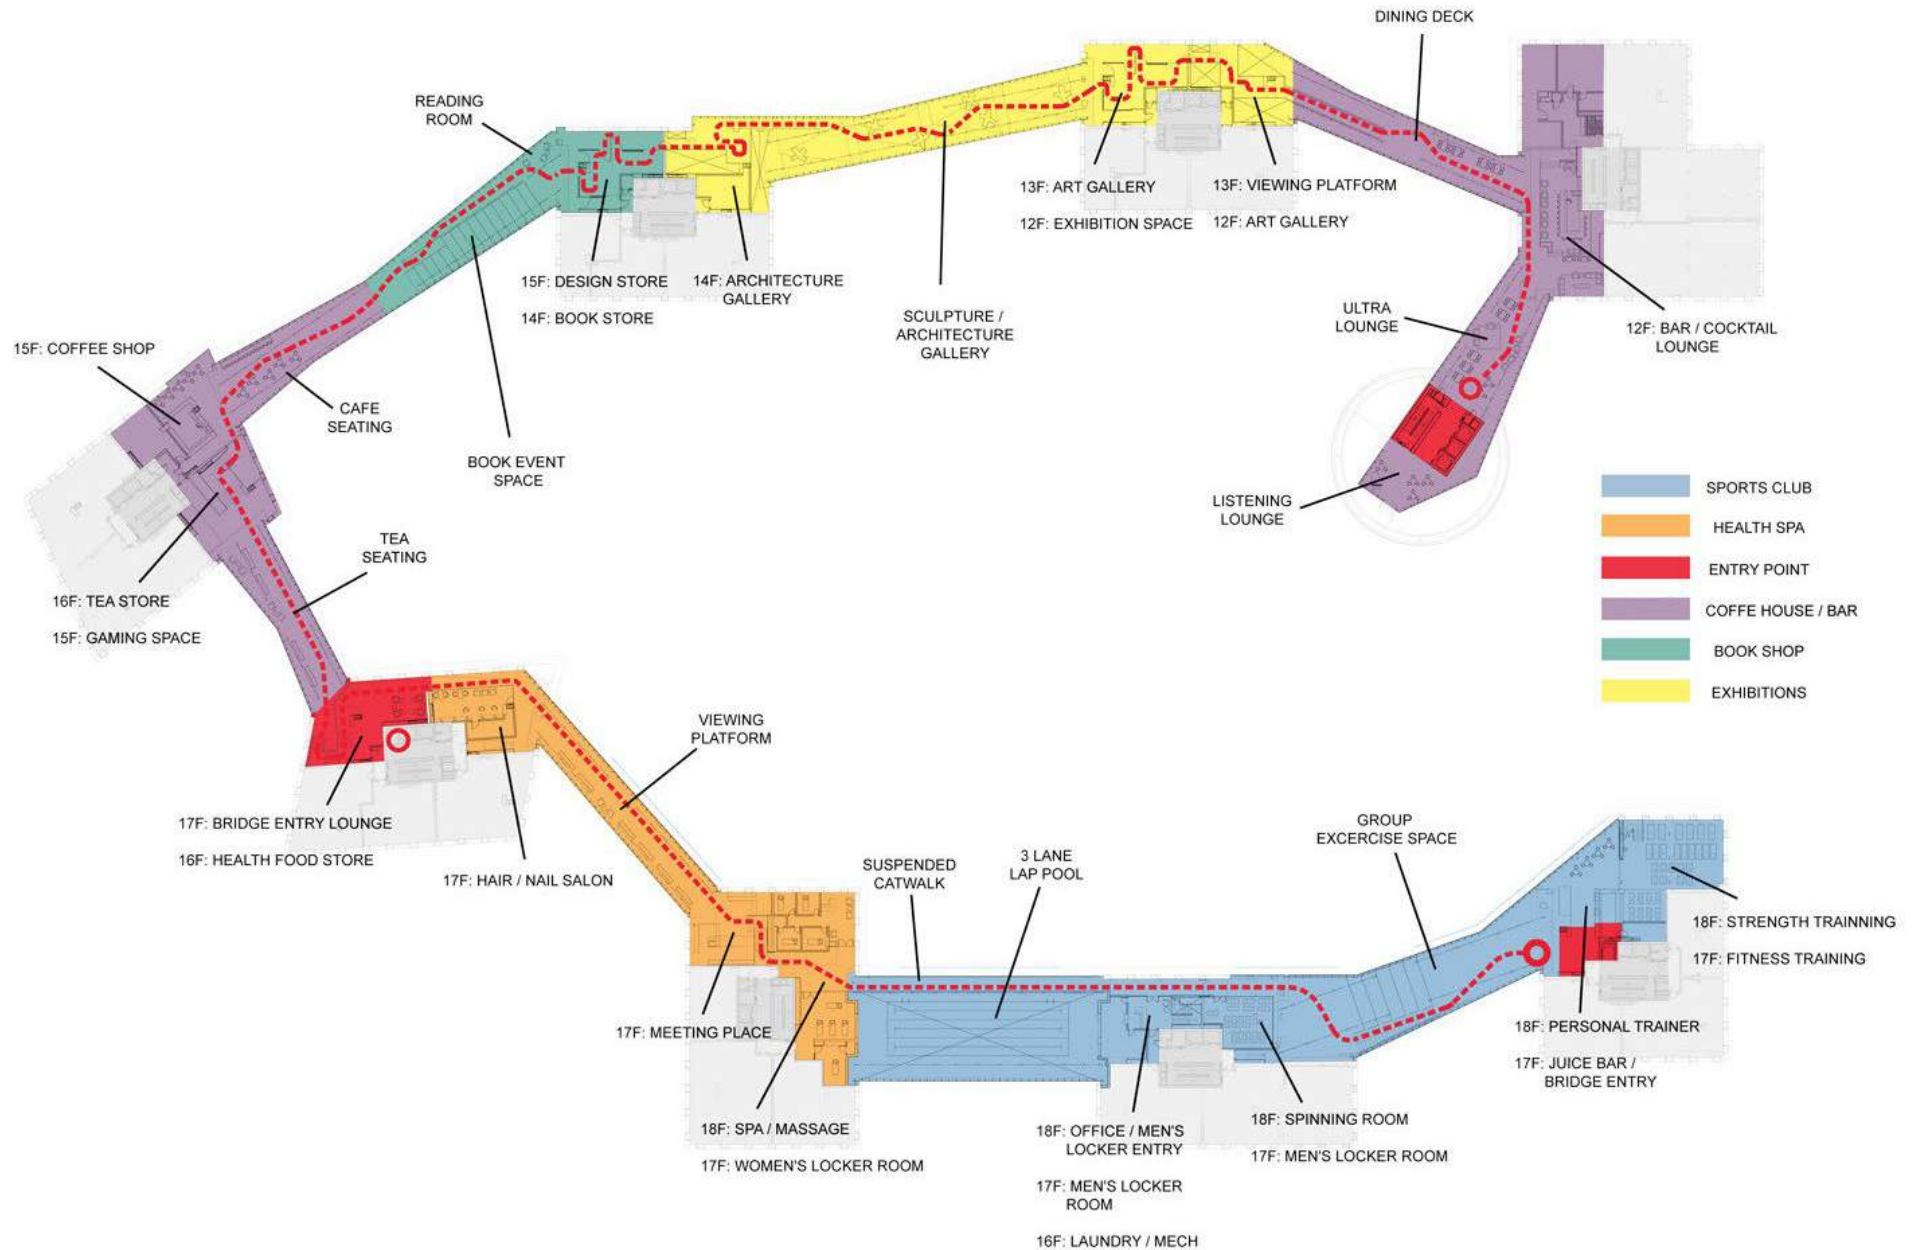 DINING DECK
READING
ROOM
13F: ART GALLERY
12F: EXHIBITION SPACE
13F: VIEWING PLATFORM
12F: ART GALLERY
15F: DESIGN STORE
14F: BOOK STORE
14F: ARCHITECTURE
GALLERY
SCULPTURE /
ARCHITECTURE
GALLERY
ULTRA
LOUNGE
12F: BAR / COCKTAIL
LOUNGE
15F: COFFEE SHOP
CAFE
SEATING
BOOK EVENT
SPACE
LISTENING
LOUNGE
SPORTS CLUB
HEALTH SPA
ENTRY POINT
COFFE HOUSE / BAR
BOOK SHOP
EXHIBITIONS
TEA
SEATING
16F: TEA STORE
15F: GAMING SPACE
VIEWING
PLATFORM
17F: BRIDGE ENTRY LOUNGE
16F: HEALTH FOOD STORE
17F: HAIR / NAIL SALON
SUSPENDED
CATWALK
3 LANE
LAP POOL
GROUP
EXCERCISE SPACE
18F: STRENGTH TRAINNING
17F: FITNESS TRAINING
17F: MEETING PLACE
18F: PERSONAL TRAINER
17F: JUICE BAR /
BRIDGE ENTRY
18F: SPA / MASSAGE
17F: WOMEN'S LOCKER ROOM
18F: OFFICE / MEN'S
LOCKER ENTRY
17F: MEN'S LOCKER
ROOM
16F: LAUNDRY / MECH
18F: SPINNING ROOM
17F: MEN'S LOCKER ROOM